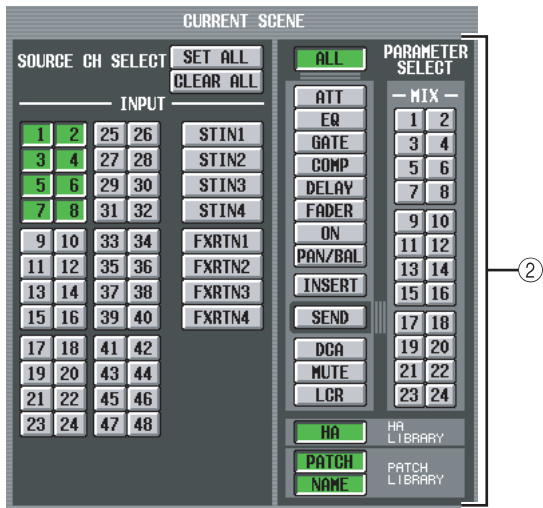 CURRENT SCENE
SOURCE CH SELECT
SET ALL
CLEAR ALL
INPUT
1 2 25 26 STIN1
3 4 27 28 STIN2
5 6 29 30 STIN3
7 8 31 32 STIN4
9 10 33 34 FXRTN1
11 12 35 36 FXRTN2
13 14 37 38 FXRTN3
15 16 39 40 FXRTN4
17 18 41 42
19 20 43 44
21 22 45 46
23 24 47 48
ALL
ATT
EQ
GATE
COMP
DELAY
FADER
ON
PAN/BAL
INSERT
SEND
DCA
MUTE
LCR
PARAMETER
SELECT
MIX
1 2
3 4
5 6
7 8
9 10
11 12
13 14
15 16
17 18
19 20
21 22
23 24
HA
HA
LIBRARY
PATCH
NAME
PATCH
LIBRARY
②